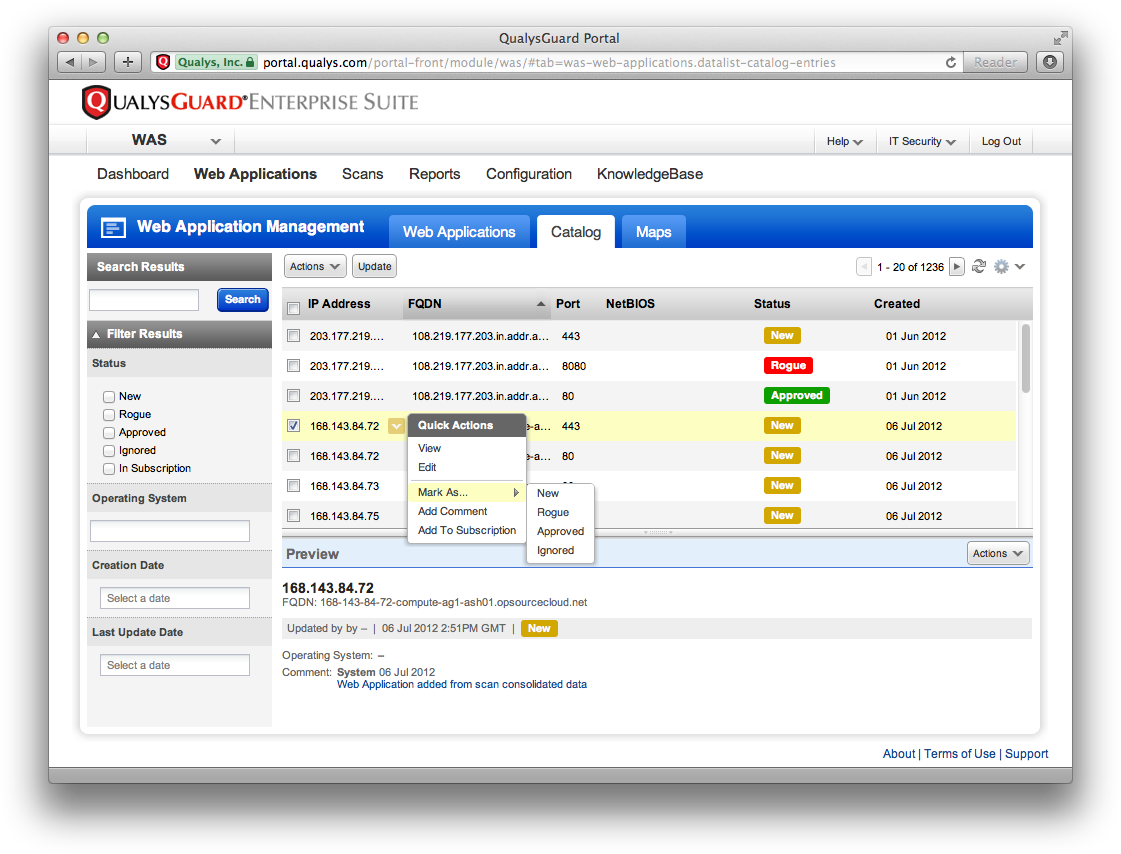 QualysGuard Portal
Qualys, Inc. portal.qualys.com/portal-front/module/was/#tab=was-web-applications.datalist-catalog-entries Reader
QUALYSGUARD® ENTERPRISE SUITE
WAS Help IT Security Log Out
Dashboard Web Applications Scans Reports Configuration KnowledgeBase
Web Application Management Web Applications Catalog Maps
Search Results
Search
Filter Results
Status
New
Rogue
Approved
Ignored
In Subscription
Operating System
Creation Date
Select a date
Last Update Date
Select a date
Actions Update 1 - 20 of 1236
IP Address FQDN Port NetBIOS Status Created
203.177.219.... 108.219.177.203.in.addr.a... 443 New 01 Jun 2012
203.177.219.... 108.219.177.203.in.addr.a... 8080 Rogue 01 Jun 2012
203.177.219.... 108.219.177.203.in.addr.a... 80 Approved 01 Jun 2012
168.143.84.72 e-a... 443 New 06 Jul 2012
168.143.84.72 e-a... 80 New 06 Jul 2012
168.143.84.73 New 06 Jul 2012
168.143.84.75 New 06 Jul 2012
Quick Actions
View
Edit
Mark As...
Add Comment
Add To Subscription
New
Rogue
Approved
Ignored
Preview Actions
168.143.84.72
FQDN: 168-143-84-72-compute-ag1-ash01.opsourcecloud.net
Updated by by – | 06 Jul 2012 2:51PM GMT | New
Operating System: –
Comment: System 06 Jul 2012
Web Application added from scan consolidated data
About | Terms of Use | Support